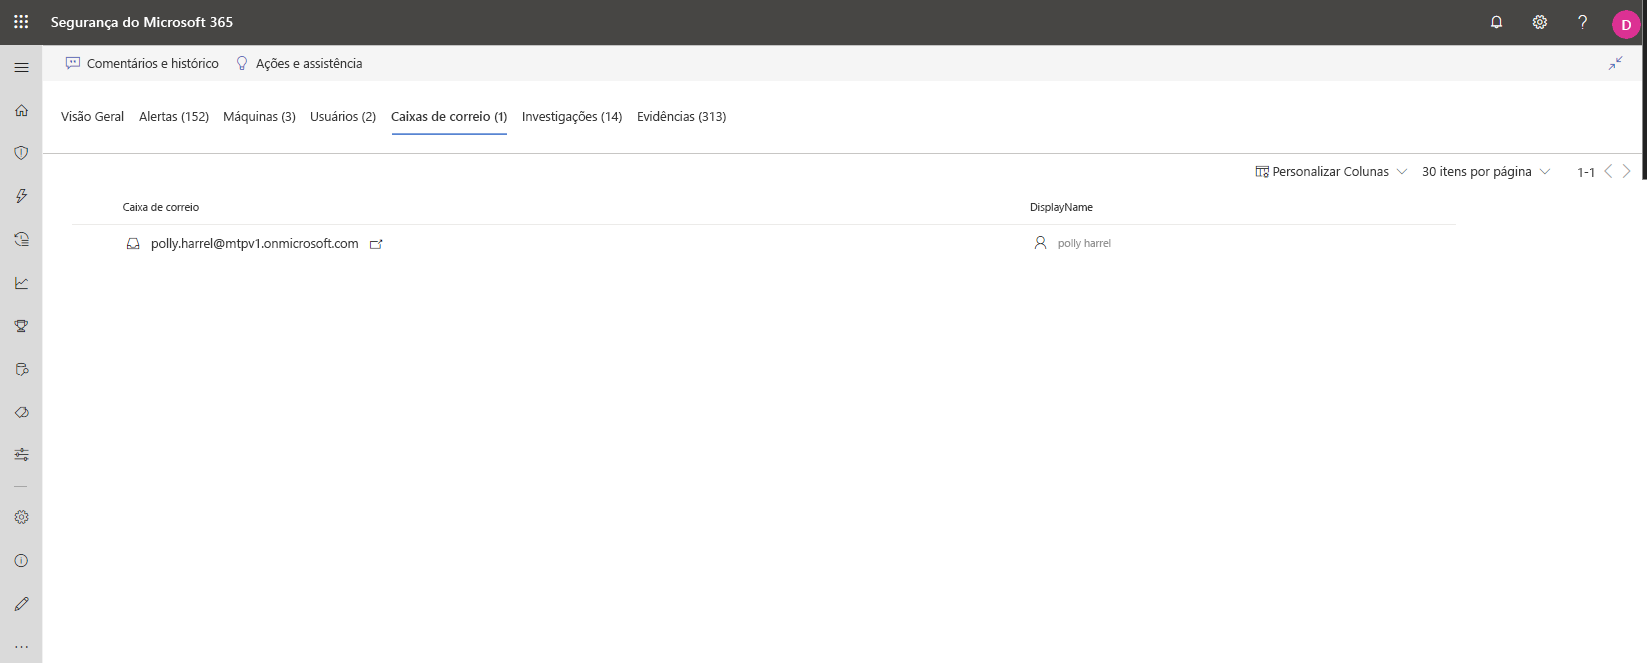 Segurança do Microsoft 365
? D
Comentários e histórico Ações e assistência
Visão Geral Alertas (152) Máquinas (3) Usuários (2) Caixas de correio (1) Investigações (14) Evidências (313)
Personalizar Colunas 30 itens por página 1-1
Caixa de correio DisplayName
polly.harrel@mtpv1.onmicrosoft.com polly harrel